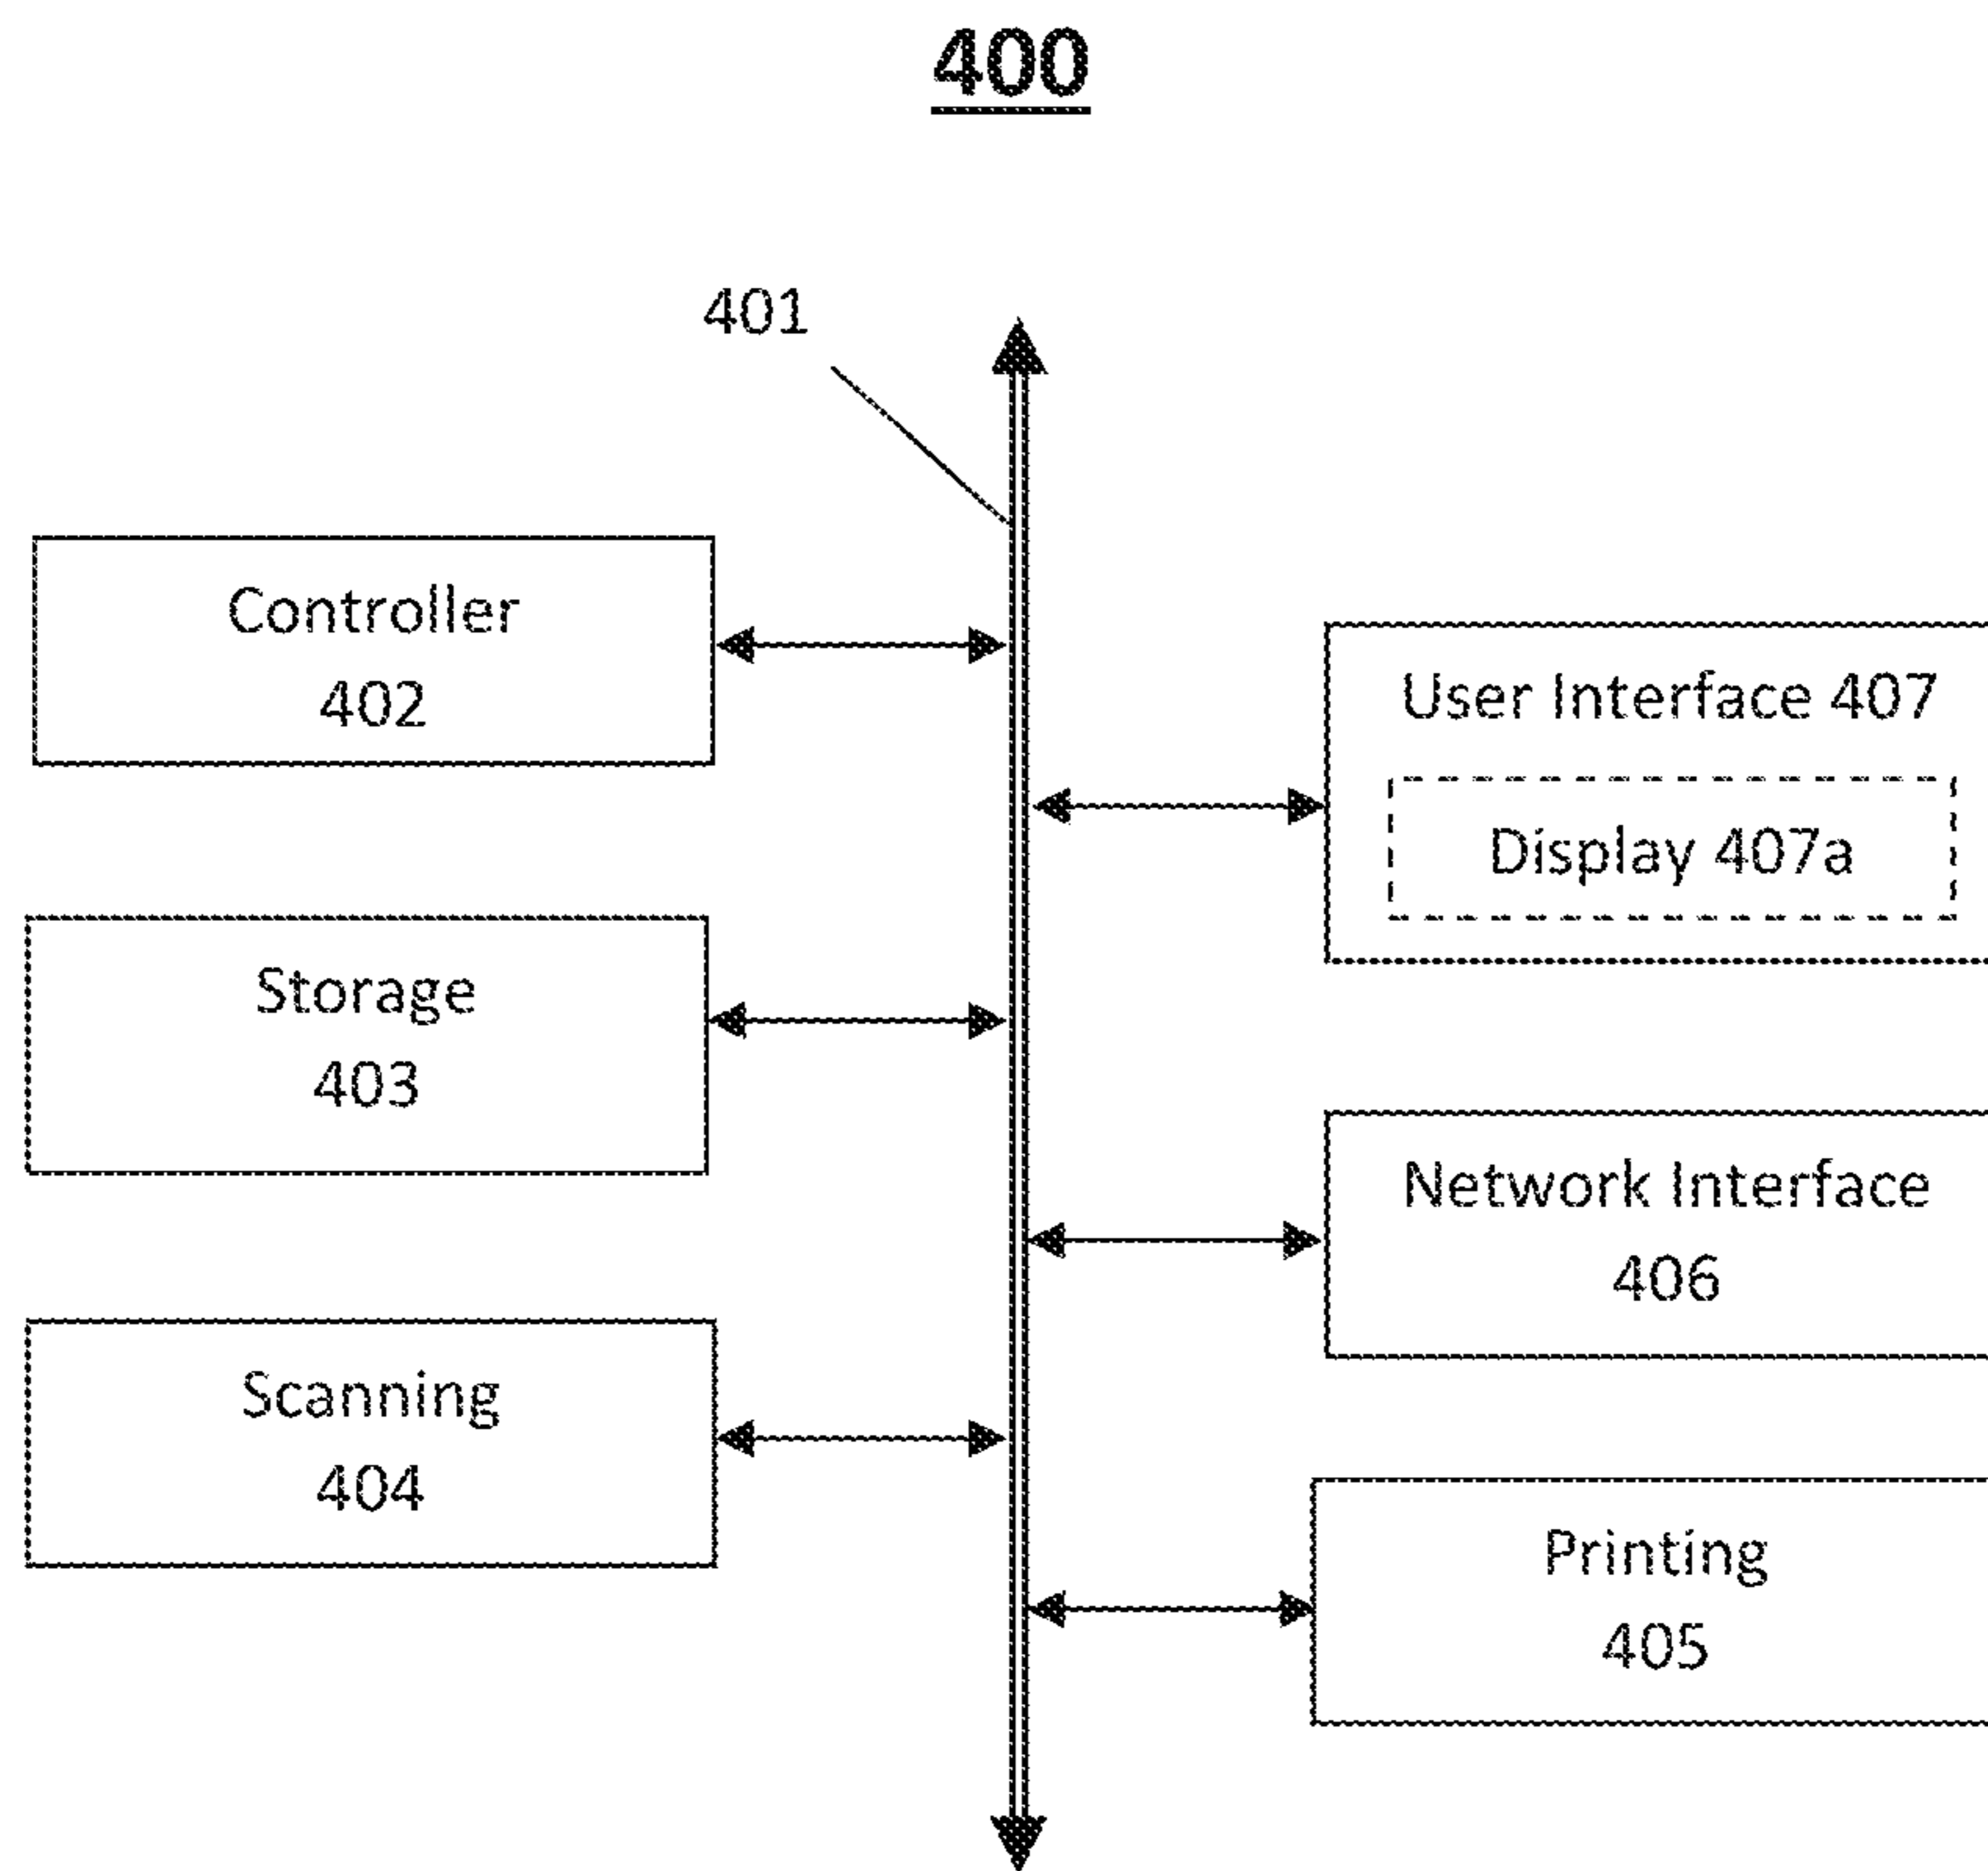 400
401
Controller
402
User Interface 407
Display 407a
Storage
403
Network Interface
406
Scanning
404
Printing
405